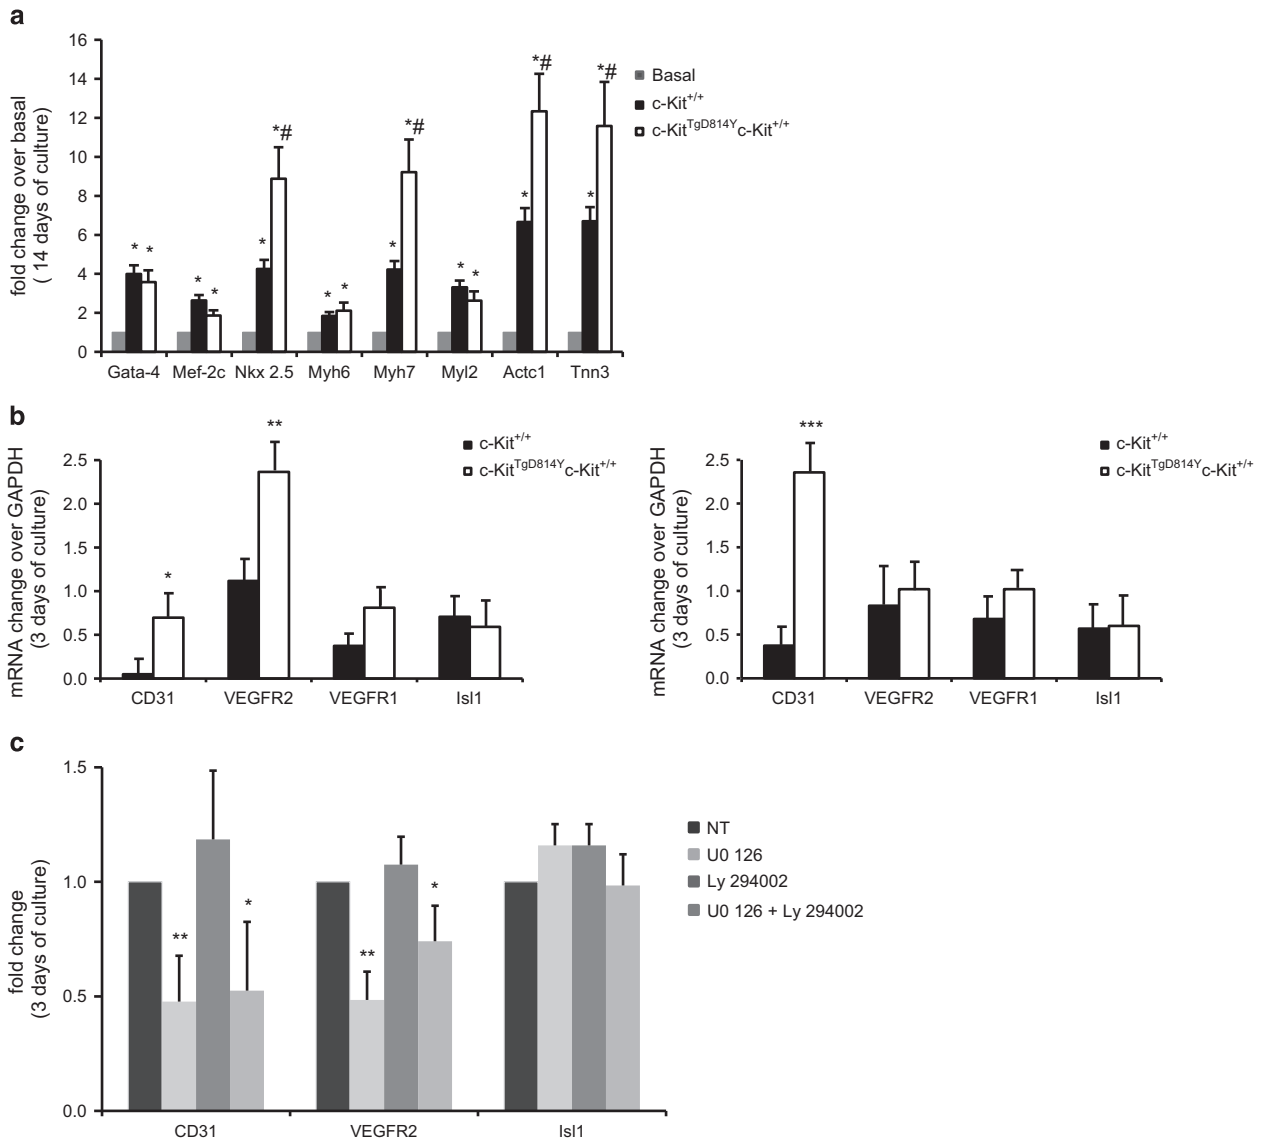 a
fold change over basal
( 14 days of culture)
16
14
12
10
8
6
4
2
0
* *
* *
* *#
* *
* *#
* *
* *#
* *#
Gata-4 Mef-2c Nkx 2.5 Myh6 Myh7 Myl2 Actc1 Tnn3
Basal
c-Kit+/+
c-KitTgD814Yc-Kit+/+
b
mRNA change over GAPDH
(3 days of culture)
2.5
2.0
1.5
1.0
0.5
0.0
*
**
CD31 VEGFR2 VEGFR1 Isl1
c-Kit+/+
c-KitTgD814Yc-Kit+/+
mRNA change over GAPDH
(3 days of culture)
2.5
2.0
1.5
1.0
0.5
0.0
***
CD31 VEGFR2 VEGFR1 Isl1
c-Kit+/+
c-KitTgD814Yc-Kit+/+
c
fold change
(3 days of culture)
1.5
1.0
0.5
0.0
** *
** *
CD31 VEGFR2 Isl1
NT
U0 126
Ly 294002
U0 126 + Ly 294002